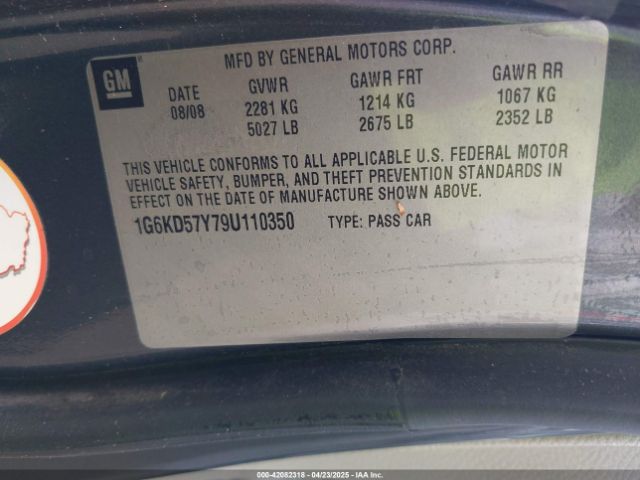 GM
MFD BY GENERAL MOTORS CORP.
DATE GVWR GAWR FRT GAWR RR
08/08 2281 KG 1214 KG 1067 KG
5027 LB 2675 LB 2352 LB
THIS VEHICLE CONFORMS TO ALL APPLICABLE U.S. FEDERAL MOTOR
VEHICLE SAFETY, BUMPER, AND THEFT PREVENTION STANDARDS IN
EFFECT ON THE DATE OF MANUFACTURE SHOWN ABOVE.
1G6KD57Y79U110350 TYPE: PASS CAR
000-42082318 - 04/23/2025 - IAA Inc.